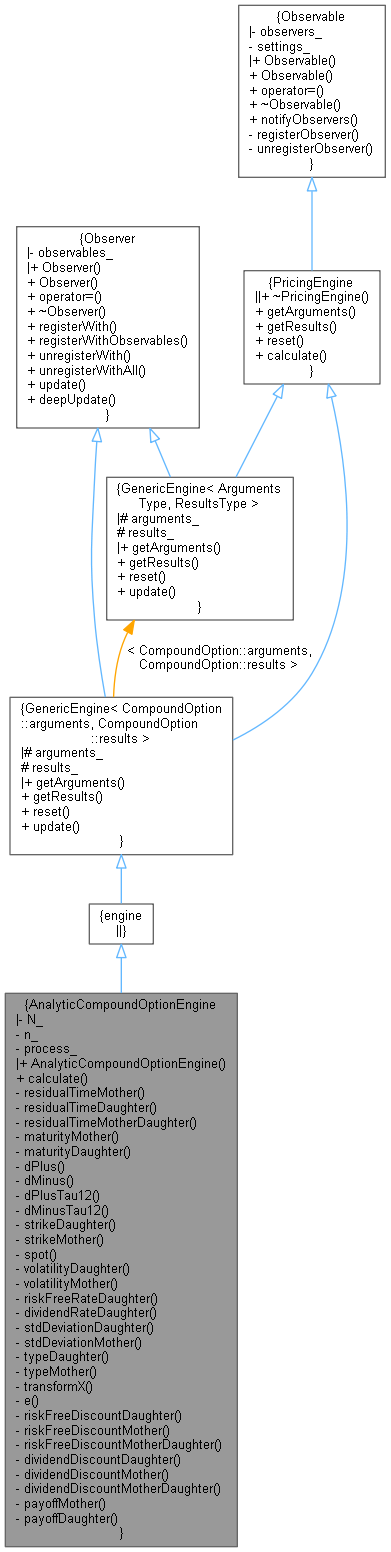 {Observable
|- observers_
- settings_
|+ Observable()
+ Observable()
+ operator=()
+ ~Observable()
+ notifyObservers()
- registerObserver()
- unregisterObserver()
}
{Observer
|- observables_
|+ Observer()
+ Observer()
+ operator=()
+ ~Observer()
+ registerWith()
+ registerWithObservables()
+ unregisterWith()
+ unregisterWithAll()
+ update()
+ deepUpdate()
}
{PricingEngine
||+ ~PricingEngine()
+ getArguments()
+ getResults()
+ reset()
+ calculate()
}
{GenericEngine< Arguments
Type, ResultsType >
|# arguments_
# results_
|+ getArguments()
+ getResults()
+ reset()
+ update()
}
< CompoundOption::arguments,
CompoundOption::results >
{GenericEngine< CompoundOption
::arguments, CompoundOption
::results >
|# arguments_
# results_
|+ getArguments()
+ getResults()
+ reset()
+ update()
}
{engine
||}
{AnalyticCompoundOptionEngine
|- N_
- n_
- process_
|+ AnalyticCompoundOptionEngine()
+ calculate()
- residualTimeMother()
- residualTimeDaughter()
- residualTimeMotherDaughter()
- maturityMother()
- maturityDaughter()
- dPlus()
- dMinus()
- dPlusTau12()
- dMinusTau12()
- strikeDaughter()
- strikeMother()
- spot()
- volatilityDaughter()
- volatilityMother()
- riskFreeRateDaughter()
- dividendRateDaughter()
- stdDeviationDaughter()
- stdDeviationMother()
- typeDaughter()
- typeMother()
- transformX()
- e()
- riskFreeDiscountDaughter()
- riskFreeDiscountMother()
- riskFreeDiscountMotherDaughter()
- dividendDiscountDaughter()
- dividendDiscountMother()
- dividendDiscountMotherDaughter()
- payoffMother()
- payoffDaughter()
}